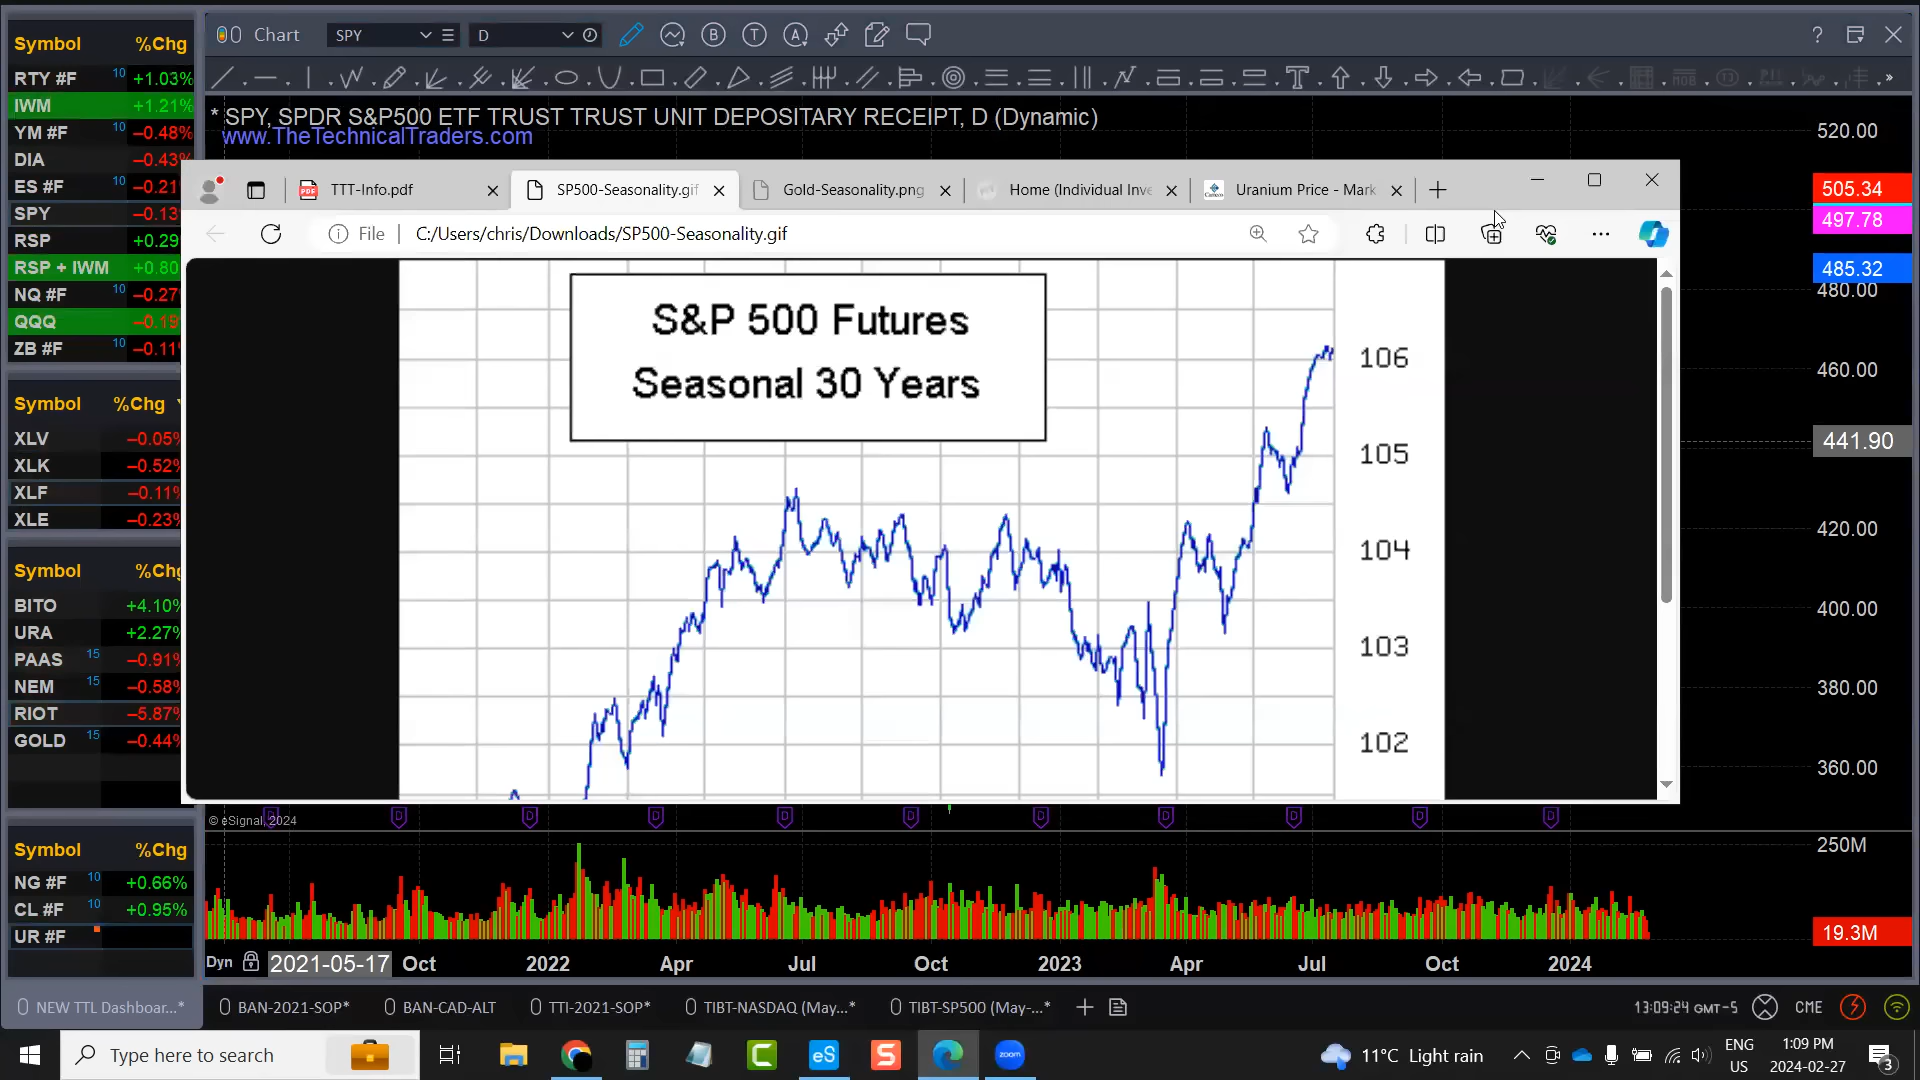 Symbol %Chg
RTY #F 10 +1.03%
IWM +1.21%
YM #F 10 –0.48%
DIA –0.43%
ES #F 10 –0.21
SPY –0.13
RSP +0.29
RSP + IWM +0.80
NQ #F 10 –0.27
QQQ –0.19
ZB #F 10 –0.11
Symbol %Chg
XLV –0.05%
XLK –0.52%
XLF –0.11%
XLE –0.23%
Symbol %Chg
BITO +4.10%
URA +2.27%
PAAS 15 –0.91%
NEM 15 –0.58%
RIOT –5.87%
GOLD 15 –0.44%
Symbol %Chg
NG #F 10 +0.66%
CL #F 10 +0.95%
UR #F
Chart SPY D
* SPY, SPDR S&P500 ETF TRUST TRUST UNIT DEPOSITARY RECEIPT, D (Dynamic)
www.TheTechnicalTraders.com
TTT-Info.pdf SP500-Seasonality.gif Gold-Seasonality.png Home (Individual Inve Uranium Price - Mark
File C:/Users/chris/Downloads/SP500-Seasonality.gif
S&P 500 Futures
Seasonal 30 Years
106
105
104
103
102
520.00
505.34
497.78
485.32
480.00
460.00
441.90
420.00
400.00
380.00
360.00
250M
19.3M
© eSignal, 2024
Dyn 2021-05-17 Oct 2022 Apr Jul Oct 2023 Apr Jul Oct 2024
NEW TTL Dashboar...* BAN-2021-SOP* BAN-CAD-ALT TTI-2021-SOP* TIBT-NASDAQ (May...* TIBT-SP500 (May-...* 13:09:24 GMT-5 CME
Type here to search
11°C Light rain
ENG
US
1:09 PM
2024-02-27
3